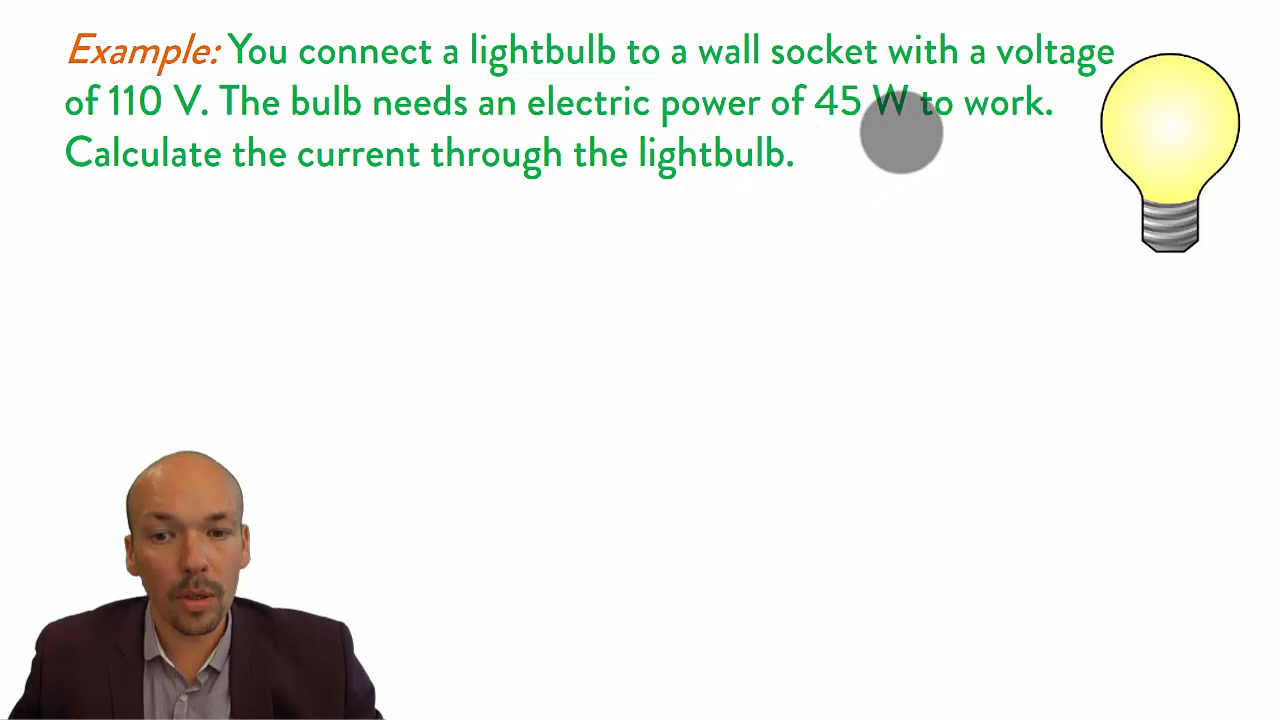 Example: You connect a lightbulb to a wall socket with a voltage
of 110 V. The bulb needs an electric power of 45 W to work.
Calculate the current through the lightbulb.